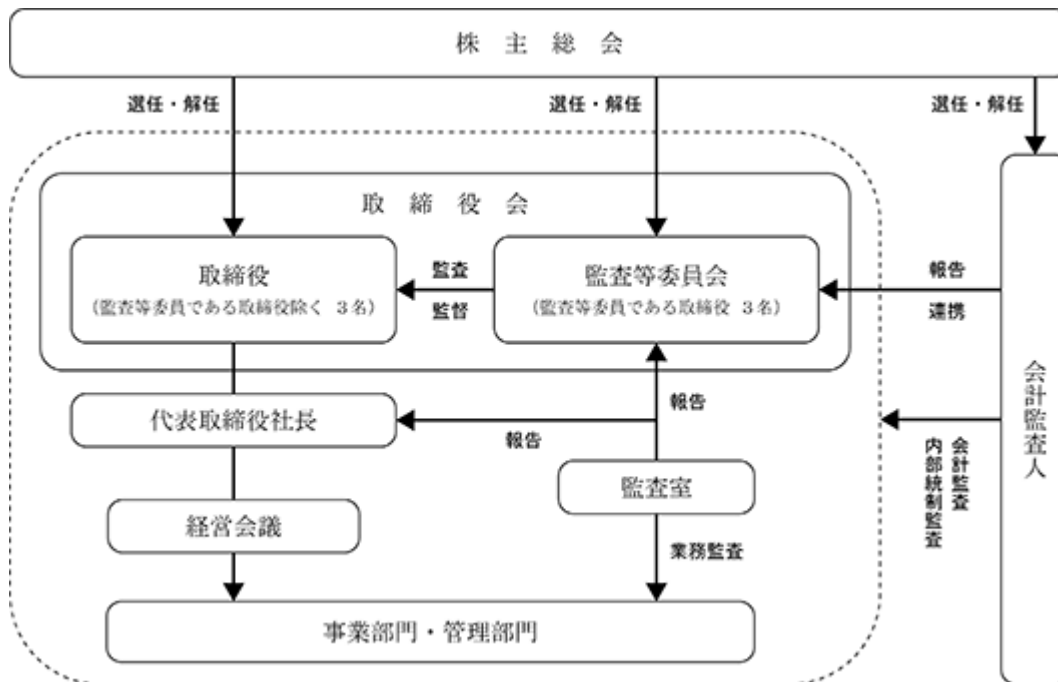 株主総会
選任・解任
選任・解任
選任・解任
取締役会
取締役
（監査等委員である取締役除く 3名）
監査
監督
監査等委員会
（監査等委員である取締役 3名）
報告
連携
会計監査人
代表取締役社長
報告
報告
監査室
会計監査
内部統制監査
経営会議
業務監査
事業部門・管理部門